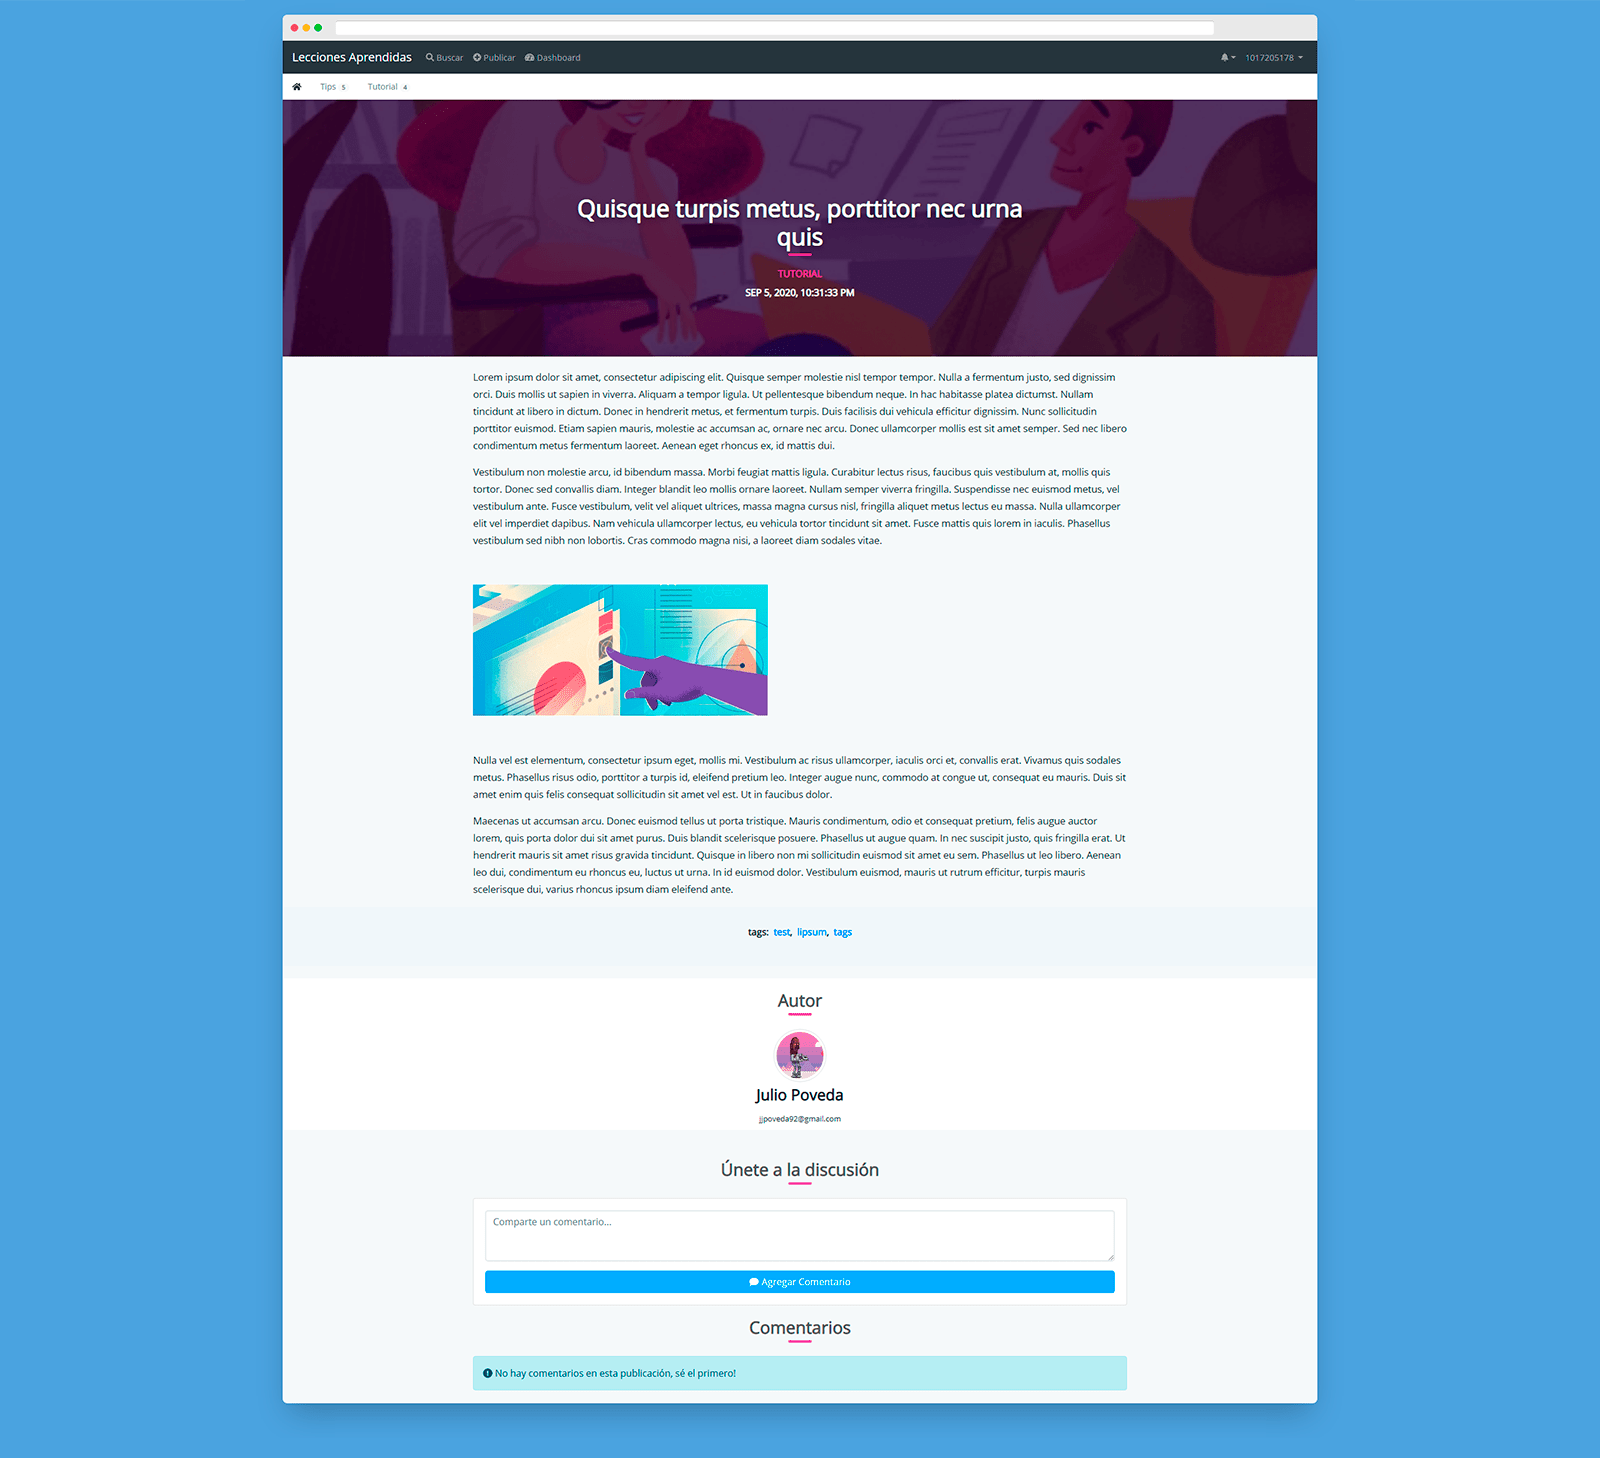 Lecciones Aprendidas Buscar Publicar Dashboard 1017205178
Tips 5 Tutorial 4
Quisque turpis metus, porttitor nec urna
quis
TUTORIAL
SEP 5, 2020, 10:31:33 PM
Lorem ipsum dolor sit amet, consectetur adipiscing elit. Quisque semper molestie nisl tempor tempor. Nulla a fermentum justo, sed dignissim
orci. Duis mollis ut sapien in viverra. Aliquam a tempor ligula. Ut pellentesque bibendum neque. In hac habitasse platea dictumst. Nullam
tincidunt at libero in dictum. Donec in hendrerit metus, et fermentum turpis. Duis facilisis dui vehicula efficitur dignissim. Nunc sollicitudin
porttitor euismod. Etiam sapien mauris, molestie ac accumsan ac, ornare nec arcu. Donec ullamcorper mollis est sit amet semper. Sed nec libero
condimentum metus fermentum laoreet. Aenean eget rhoncus ex, id mattis dui.
Vestibulum non molestie arcu, id bibendum massa. Morbi feugiat mattis ligula. Curabitur lectus risus, faucibus quis vestibulum at, mollis quis
tortor. Donec sed convallis diam. Integer blandit leo mollis ornare laoreet. Nullam semper viverra fringilla. Suspendisse nec euismod metus, vel
vestibulum ante. Fusce vestibulum, velit vel aliquet ultrices, massa magna cursus nisl, fringilla aliquet metus lectus eu massa. Nulla ullamcorper
elit vel imperdiet dapibus. Nam vehicula ullamcorper lectus, eu vehicula tortor tincidunt sit amet. Fusce mattis quis lorem in iaculis. Phasellus
vestibulum sed nibh non lobortis. Cras commodo magna nisi, a laoreet diam sodales vitae.
Nulla vel est elementum, consectetur ipsum eget, mollis mi. Vestibulum ac risus ullamcorper, iaculis orci et, convallis erat. Vivamus quis sodales
metus. Phasellus risus odio, porttitor a turpis id, eleifend pretium leo. Integer augue nunc, commodo at congue ut, consequat eu mauris. Duis sit
amet enim quis felis consequat sollicitudin sit amet vel est. Ut in faucibus dolor.
Maecenas ut accumsan arcu. Donec euismod tellus ut porta tristique. Mauris condimentum, odio et consequat pretium, felis augue auctor
lorem, quis porta dolor dui sit amet purus. Duis blandit scelerisque posuere. Phasellus ut augue quam. In nec suscipit justo, quis fringilla erat. Ut
hendrerit mauris sit amet risus gravida tincidunt. Quisque in libero non mi sollicitudin euismod sit amet eu sem. Phasellus ut leo libero. Aenean
leo dui, condimentum eu rhoncus eu, luctus ut urna. In id euismod dolor. Vestibulum euismod, mauris ut rutrum efficitur, turpis mauris
scelerisque dui, varius rhoncus ipsum diam eleifend ante.
tags: test, lipsum, tags
Autor
Julio Poveda
jjpoveda92@gmail.com
Únete a la discusión
Comparte un comentario...
Agregar Comentario
Comentarios
No hay comentarios en esta publicación, sé el primero!